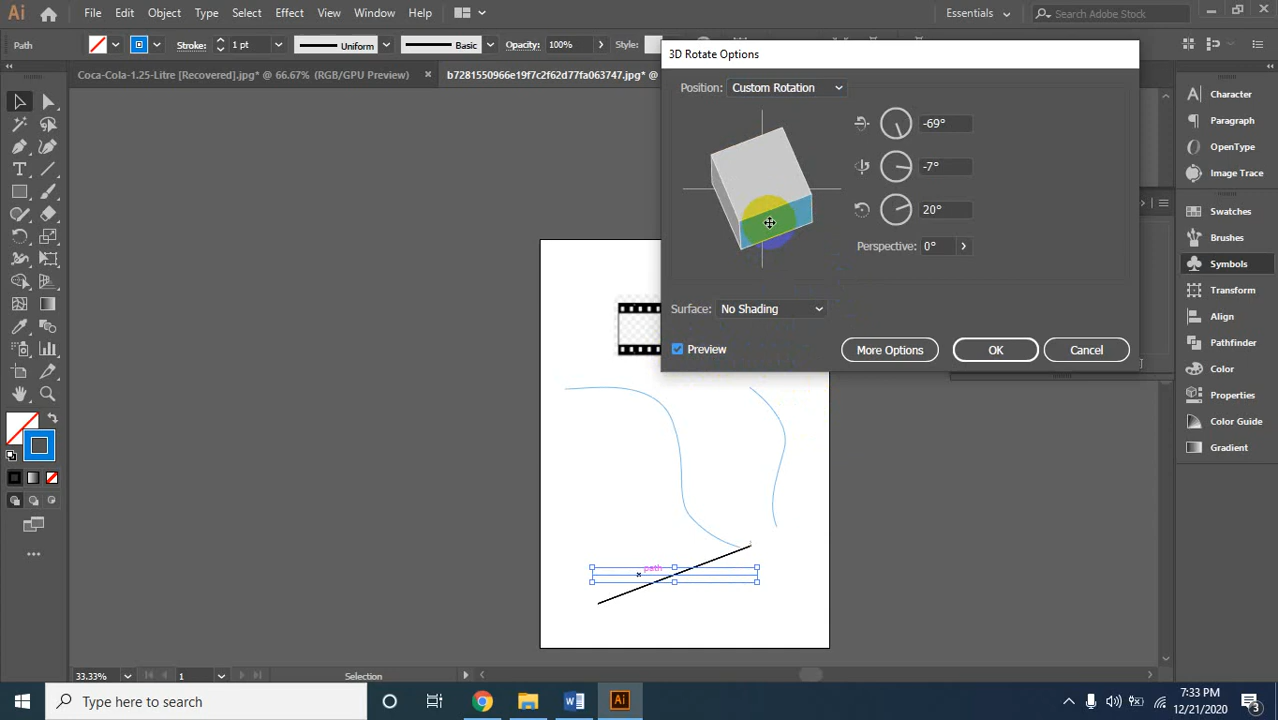 Ai File Edit Object Type Select Effect View Window Help Essentials Search Adobe Stock
Path Stroke: 1 pt Uniform Basic Opacity: 100% Style:
Coca-Cola-1.25-Litre [Recovered].jpg* @ 66.67% (RGB/GPU Preview) × b7281550966e19f7c2f62d77fa063747.jpg* @
3D Rotate Options
Position: Custom Rotation
-69°
-7°
20°
Perspective: 0°
Surface: No Shading
Preview More Options OK Cancel
Character
Paragraph
OpenType
Image Trace
Swatches
Brushes
Symbols
Transform
Align
Pathfinder
Color
Properties
Color Guide
Gradient
path
33.33% 1 Selection
Type here to search
Ai
7:33 PM
12/21/2020
3